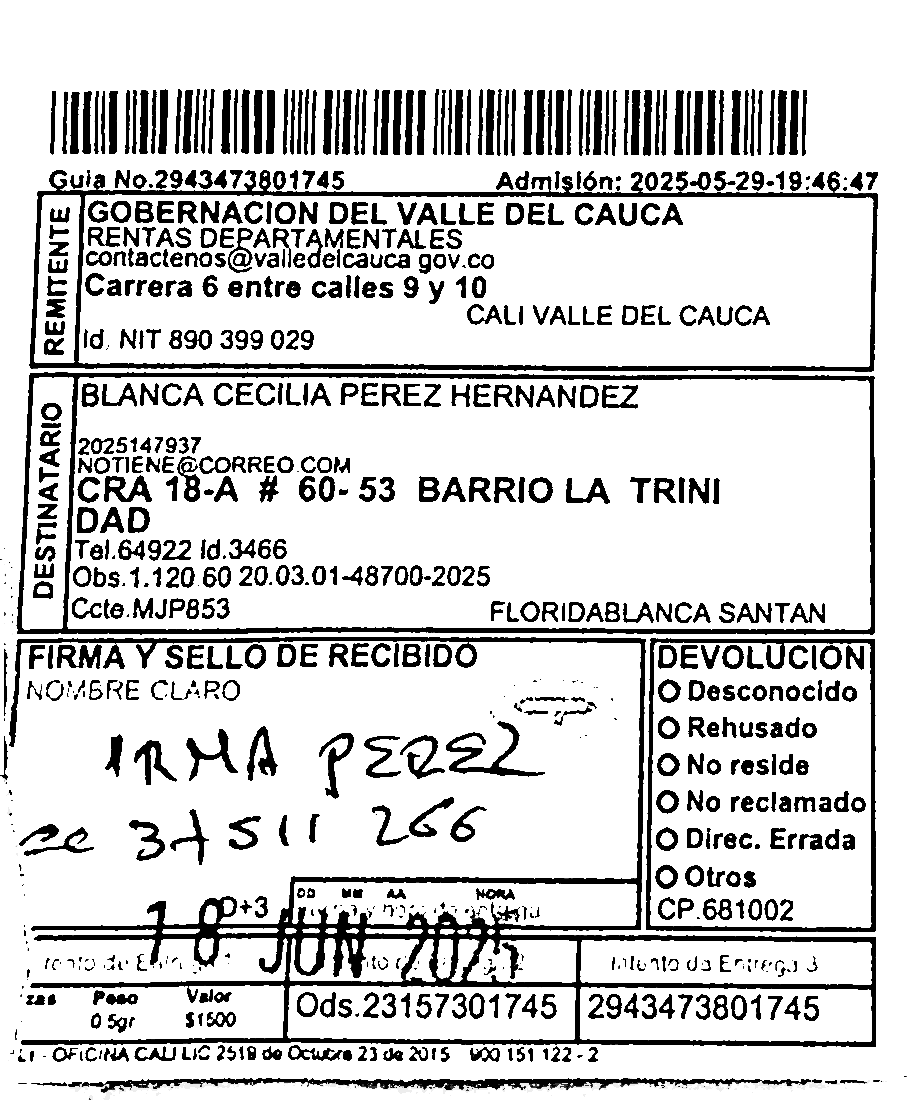 Guia No.2943473801745
Admisión: 2025-05-29-19:46:47
REMITENTE
GOBERNACION DEL VALLE DEL CAUCA
RENTAS DEPARTAMENTALES
contactenos@valledelcauca gov.co
Carrera 6 entre calles 9 y 10
CALI VALLE DEL CAUCA
Id. NIT 890 399 029
DESTINATARIO
BLANCA CECILIA PEREZ HERNANDEZ
2025147937
NOTIENE@CORREO.COM
CRA 18-A # 60-53 BARRIO LA TRINI
DAD
Tel.64922 Id.3466
Obs.1.120.60 20.03.01-48700-2025
Ccte.MJP853
FLORIDABLANCA SANTAN
FIRMA Y SELLO DE RECIBIDO
NOMBRE CLARO
IRMA PEREZ
cc 37511 266
DEVOLUCION
Desconocido
Rehusado
No reside
No reclamado
Direc. Errada
Otros
CP.681002
D+3
DD MM AA HORA
18 JUN 2025
Intento de Entrega 3
zas Peso Valor
0.5gr $1500
Ods.23157301745
2943473801745
OFICINA CALI LIC 2519 de Octubre 23 de 2015 900 151 122 - 2